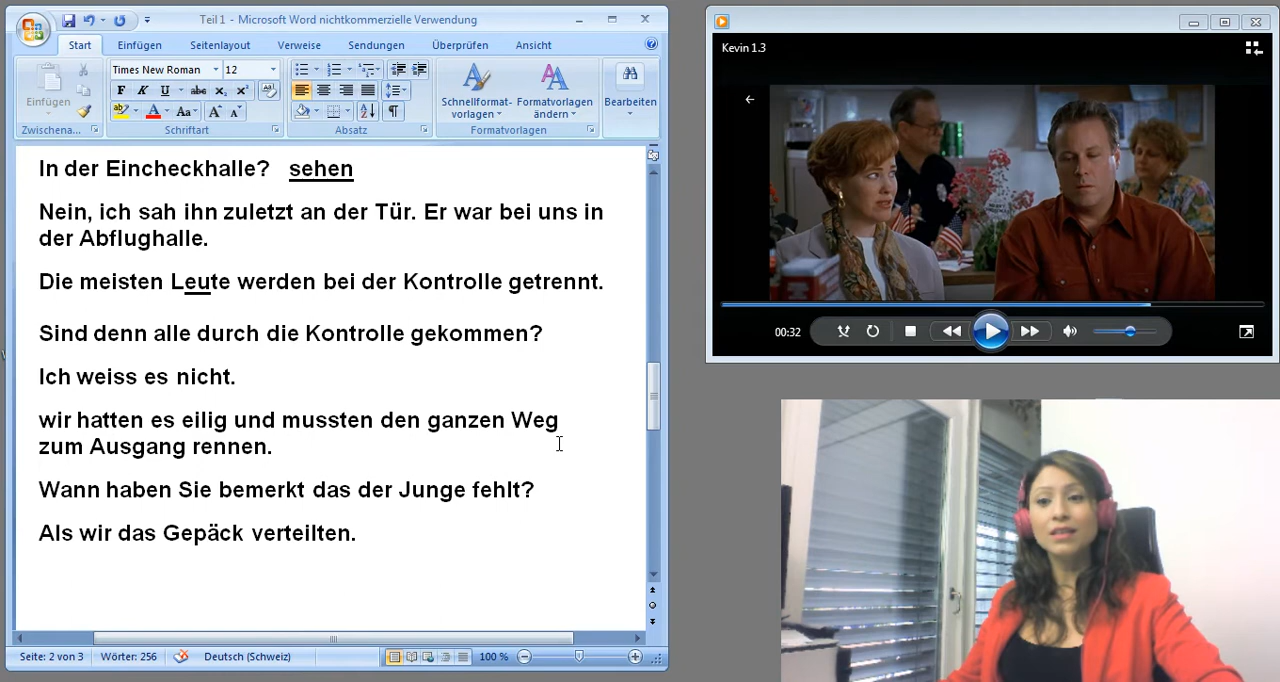 Teil 1 - Microsoft Word nichtkommerzielle Verwendung
Start Einfügen Seitenlayout Verweise Sendungen Überprüfen Ansicht
Times New Roman 12
Einfügen
F K U abc x₂ x² Aa A A
Schnellformat-vorlagen
Formatvorlagen ändern
Bearbeiten
Zwischena... Schriftart Absatz Formatvorlagen
In der Eincheckhalle? sehen
Nein, ich sah ihn zuletzt an der Tür. Er war bei uns in
der Abflughalle.
Die meisten Leute werden bei der Kontrolle getrennt.
Sind denn alle durch die Kontrolle gekommen?
Ich weiss es nicht.
wir hatten es eilig und mussten den ganzen Weg
zum Ausgang rennen.
Wann haben Sie bemerkt das der Junge fehlt?
Als wir das Gepäck verteilten.
Seite: 2 von 3 Wörter: 256 Deutsch (Schweiz) 100 %
Kevin 1.3
00:32